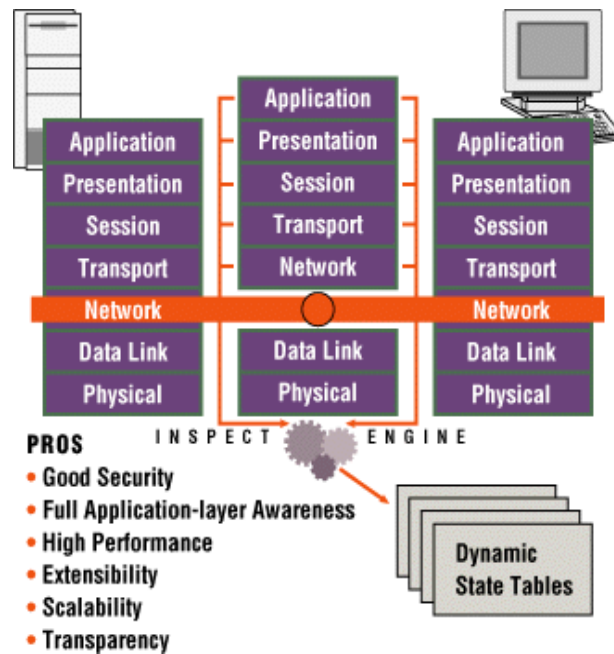 Application
Presentation
Session
Transport
Network
Data Link
Physical
Application
Presentation
Session
Transport
Network
Data Link
Physical
Application
Presentation
Session
Transport
Network
Data Link
Physical
INSPECT ENGINE
PROS
• Good Security
• Full Application-layer Awareness
• High Performance
• Extensibility
• Scalability
• Transparency
Dynamic
State Tables